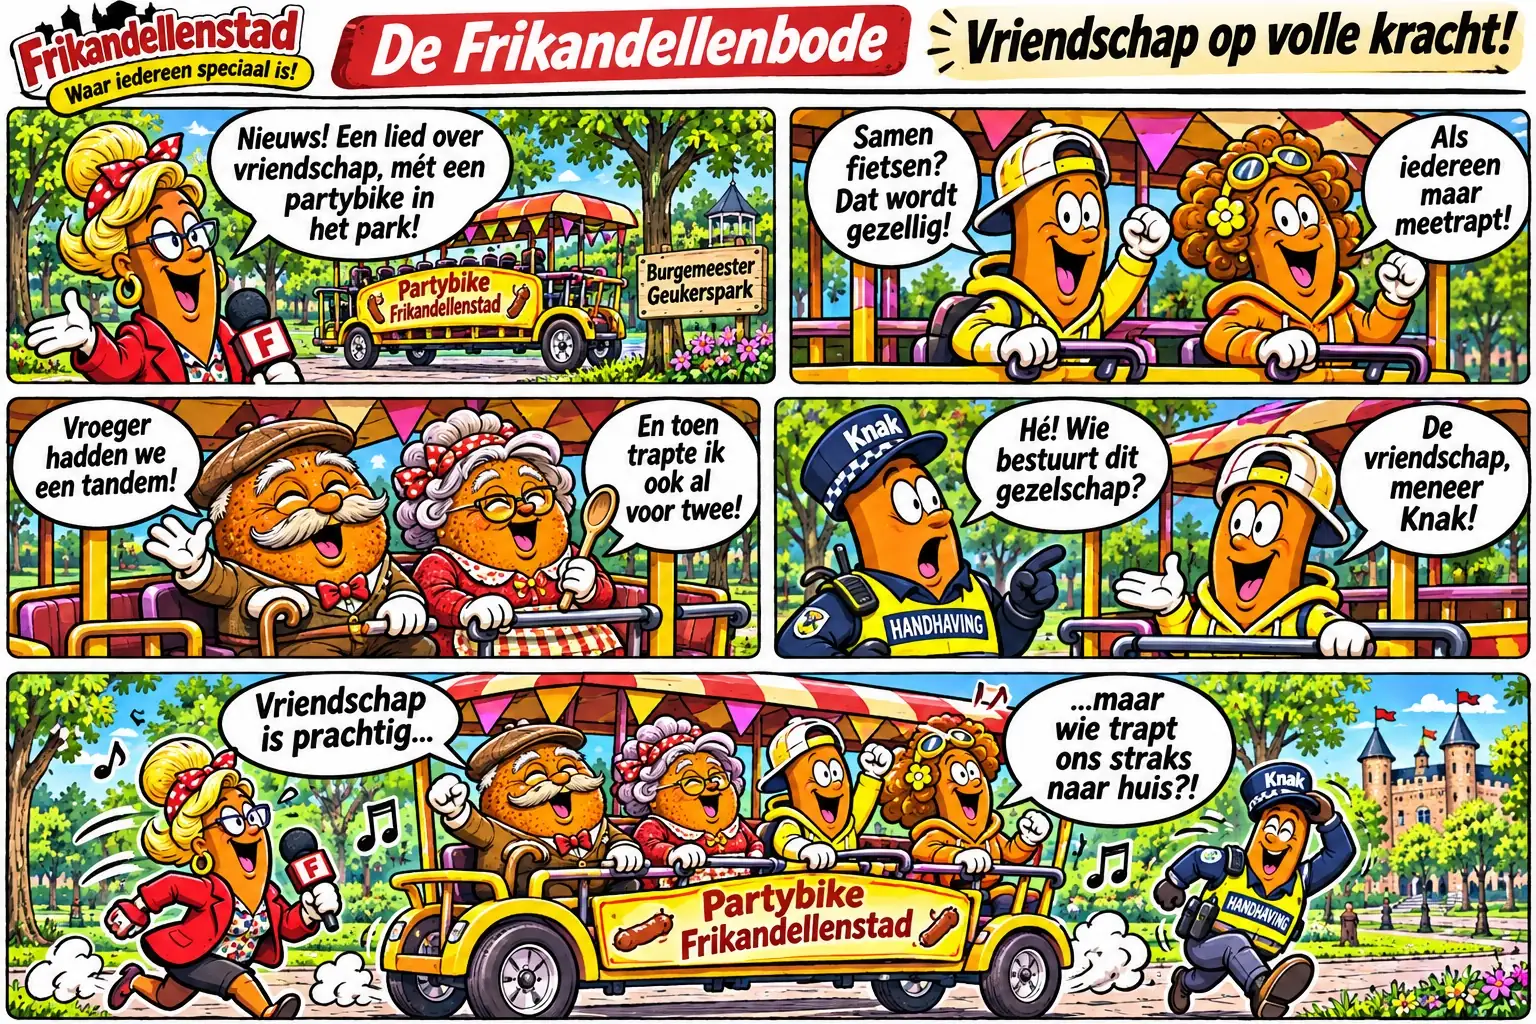 Frikandellenstad
Waar iedereen speciaal is!
De Frikandellenbode
Vriendschap op volle kracht!
Nieuws! Een lied over
vriendschap, mét een
partybike in
het park!
Partybike
Frikandellenstad
Burgemeester
Geukerspark
F
Samen
fietsen?
Dat wordt
gezellig!
Als
iedereen
maar
meetrapt!
Vroeger
hadden we
een tandem!
En toen
trapte ik
ook al
voor twee!
Knak
Hé! Wie
bestuurt dit
gezelschap?
HANDHAVING
De
vriendschap,
meneer
Knak!
Vriendschap
is prachtig...
...maar
wie trapt
ons straks
naar huis?!
F
Partybike
Frikandellenstad
Knak
HANDHAVING